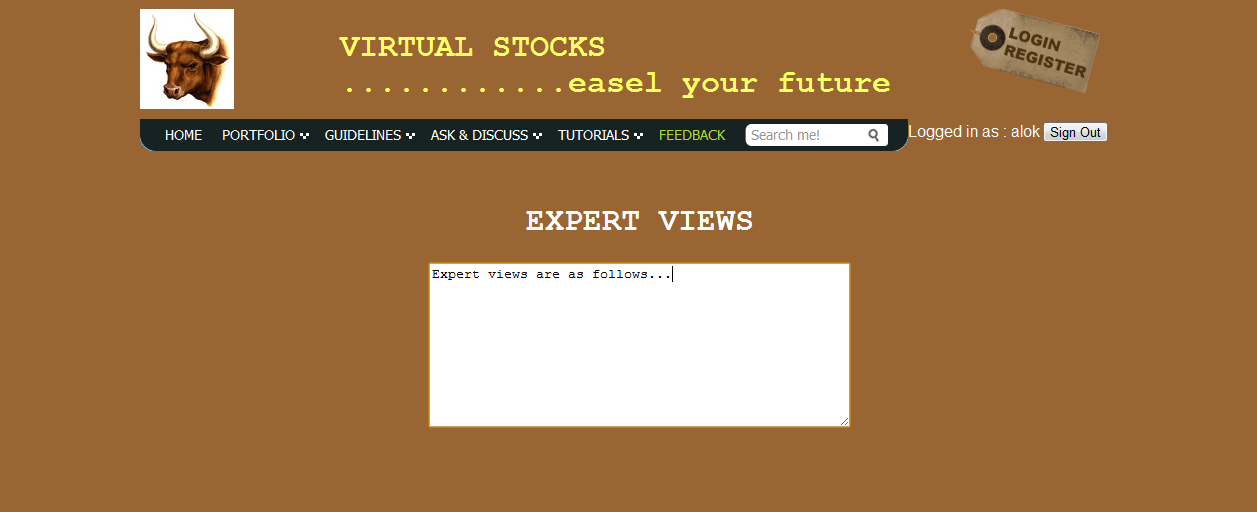 VIRTUAL STOCKS
............easel your future
LOGIN
REGISTER
HOME PORTFOLIO GUIDELINES ASK & DISCUSS TUTORIALS FEEDBACK Search me! Logged in as : alok Sign Out
EXPERT VIEWS
Expert views are as follows...